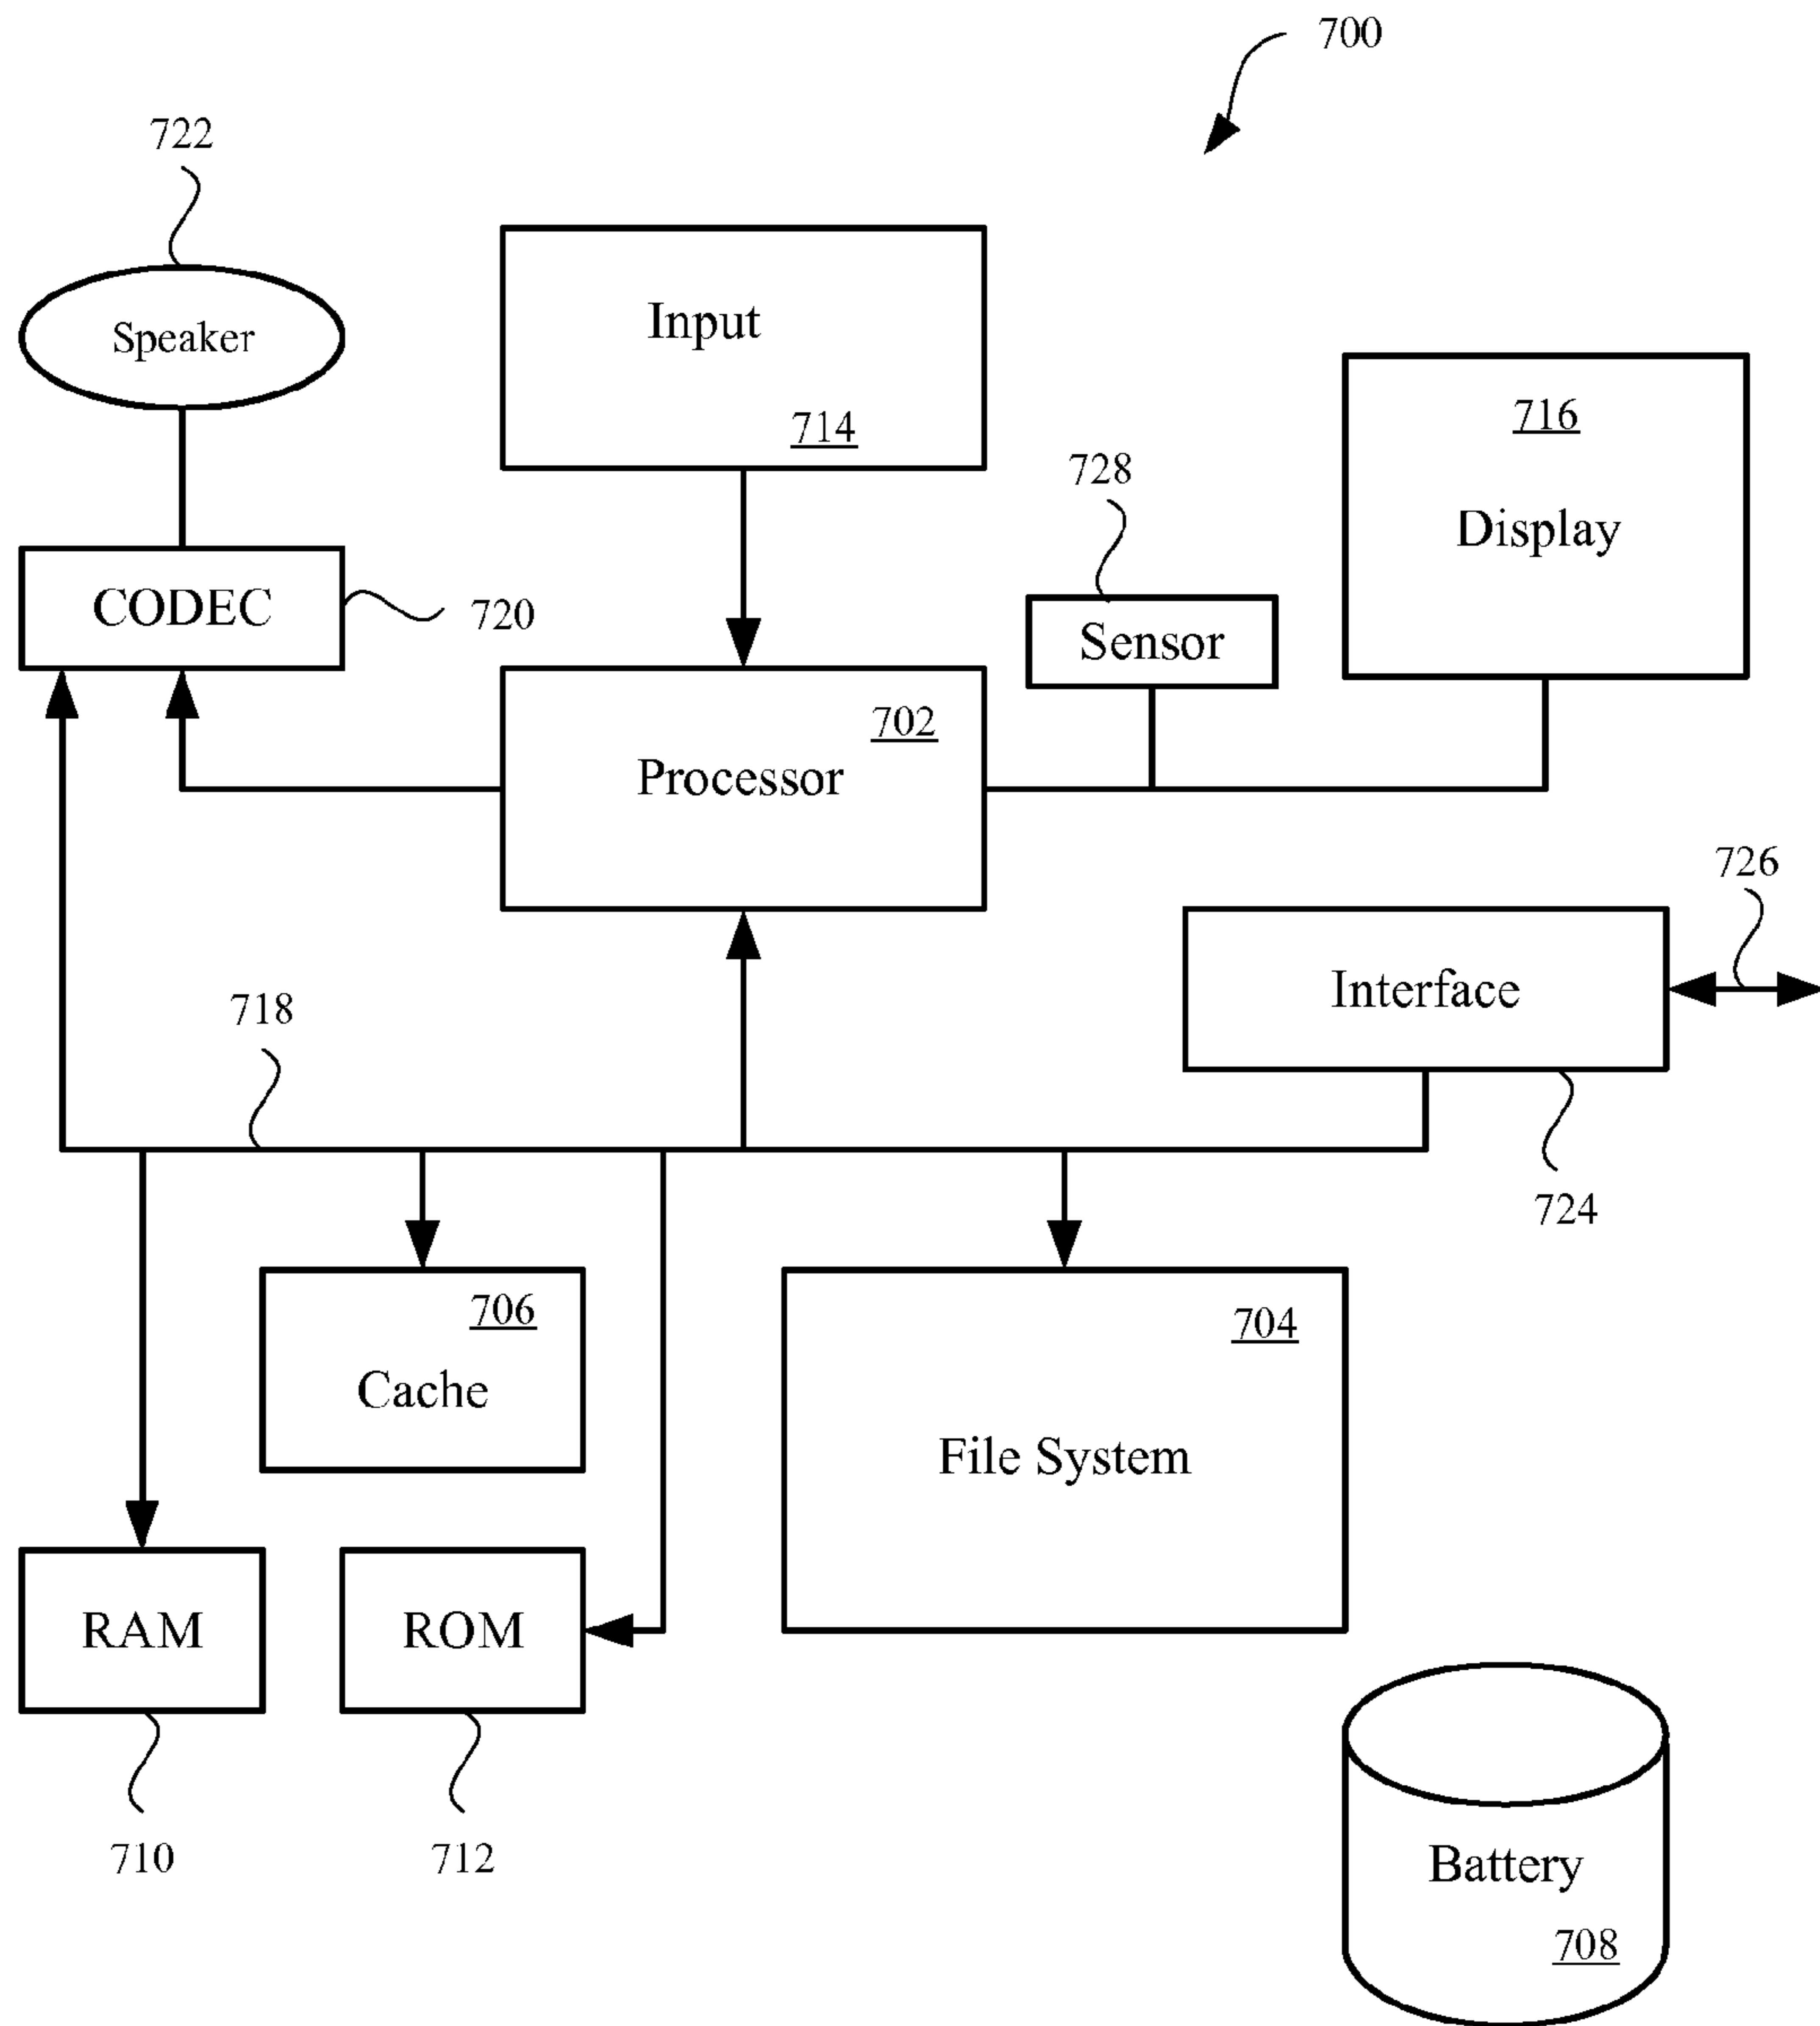 700
722
Speaker
Input
714
716
Display
728
Sensor
CODEC
720
702
Processor
726
Interface
718
724
706
Cache
704
File System
RAM
ROM
710
712
Battery
708